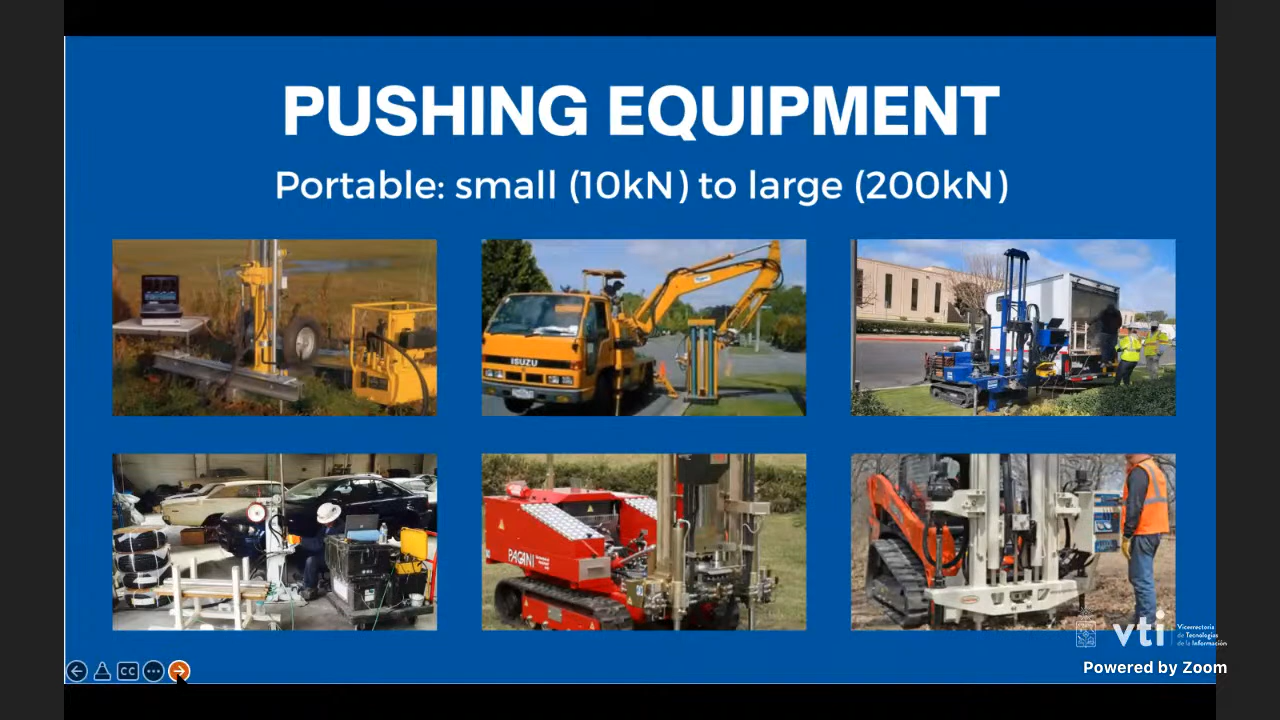 PUSHING EQUIPMENT
Portable: small (10kN) to large (200kN)
ISUZU
PAGANI
CC
vti
Vicerrectoría
de Tecnologías
de la Información
Powered by Zoom